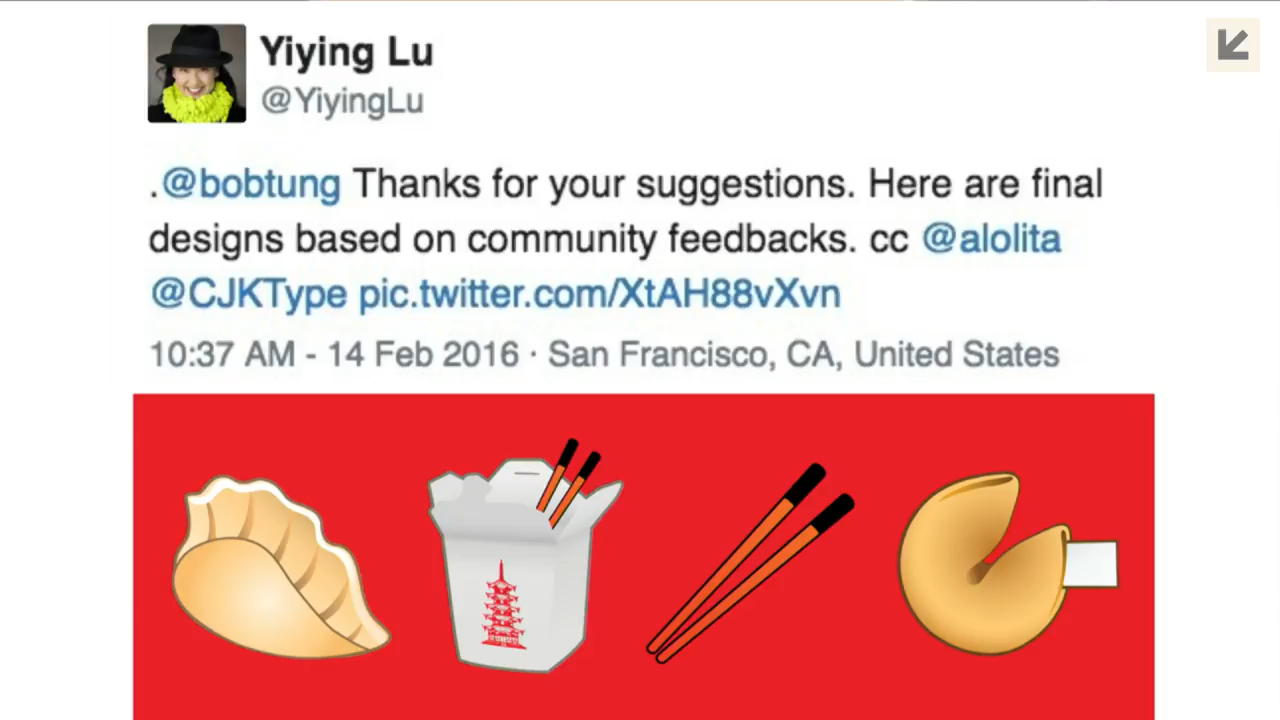 Yiying Lu
@YiyingLu
.@bobtung Thanks for your suggestions. Here are final
designs based on community feedbacks. cc @alolita
@CJKType pic.twitter.com/XtAH88vXvn
10:37 AM - 14 Feb 2016 · San Francisco, CA, United States